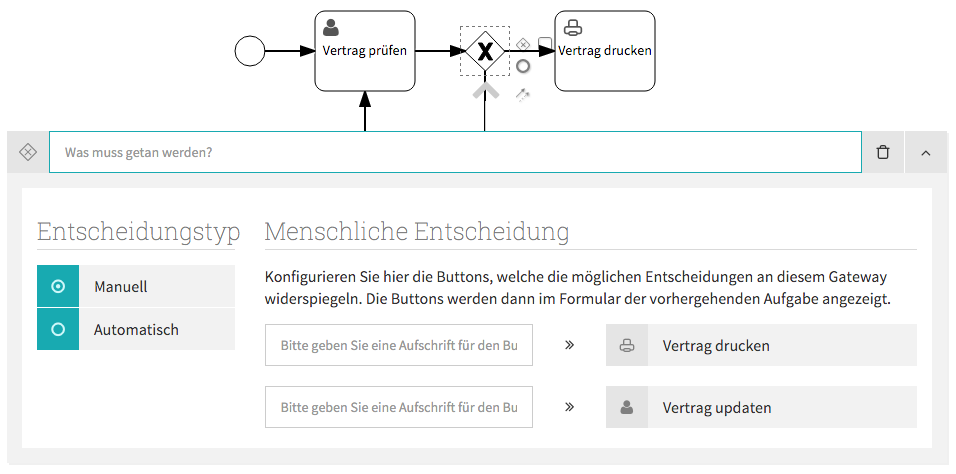 Vertrag prüfen
X
Vertrag drucken
Was muss getan werden?
Entscheidungstyp
Menschliche Entscheidung
Manuell
Automatisch
Konfigurieren Sie hier die Buttons, welche die möglichen Entscheidungen an diesem Gateway
widerspiegeln. Die Buttons werden dann im Formular der vorhergehenden Aufgabe angezeigt.
Bitte geben Sie eine Aufschrift für den Bu
» Vertrag drucken
Bitte geben Sie eine Aufschrift für den Bu
» Vertrag updaten